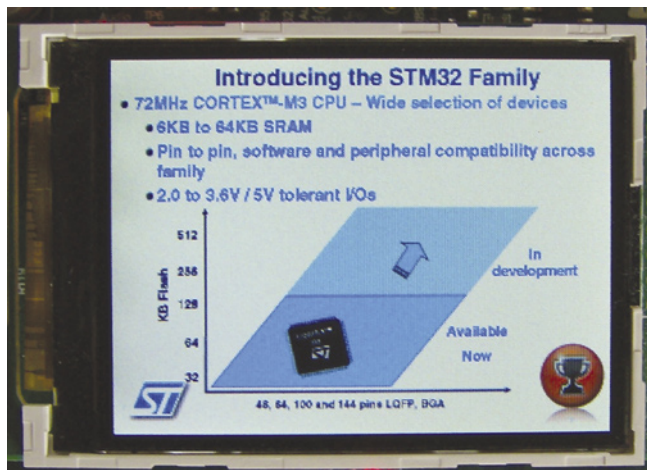 Introducing the STM32 Family
• 72MHz CORTEX™-M3 CPU – Wide selection of devices
• 6KB to 64KB SRAM
• Pin to pin, software and peripheral compatibility across
family
• 2.0 to 3.6V / 5V tolerant I/Os
512
256
128
64
32
KB Flash
In
development
Available
Now
ST
48, 64, 100 and 144 pins LQFP, BGA